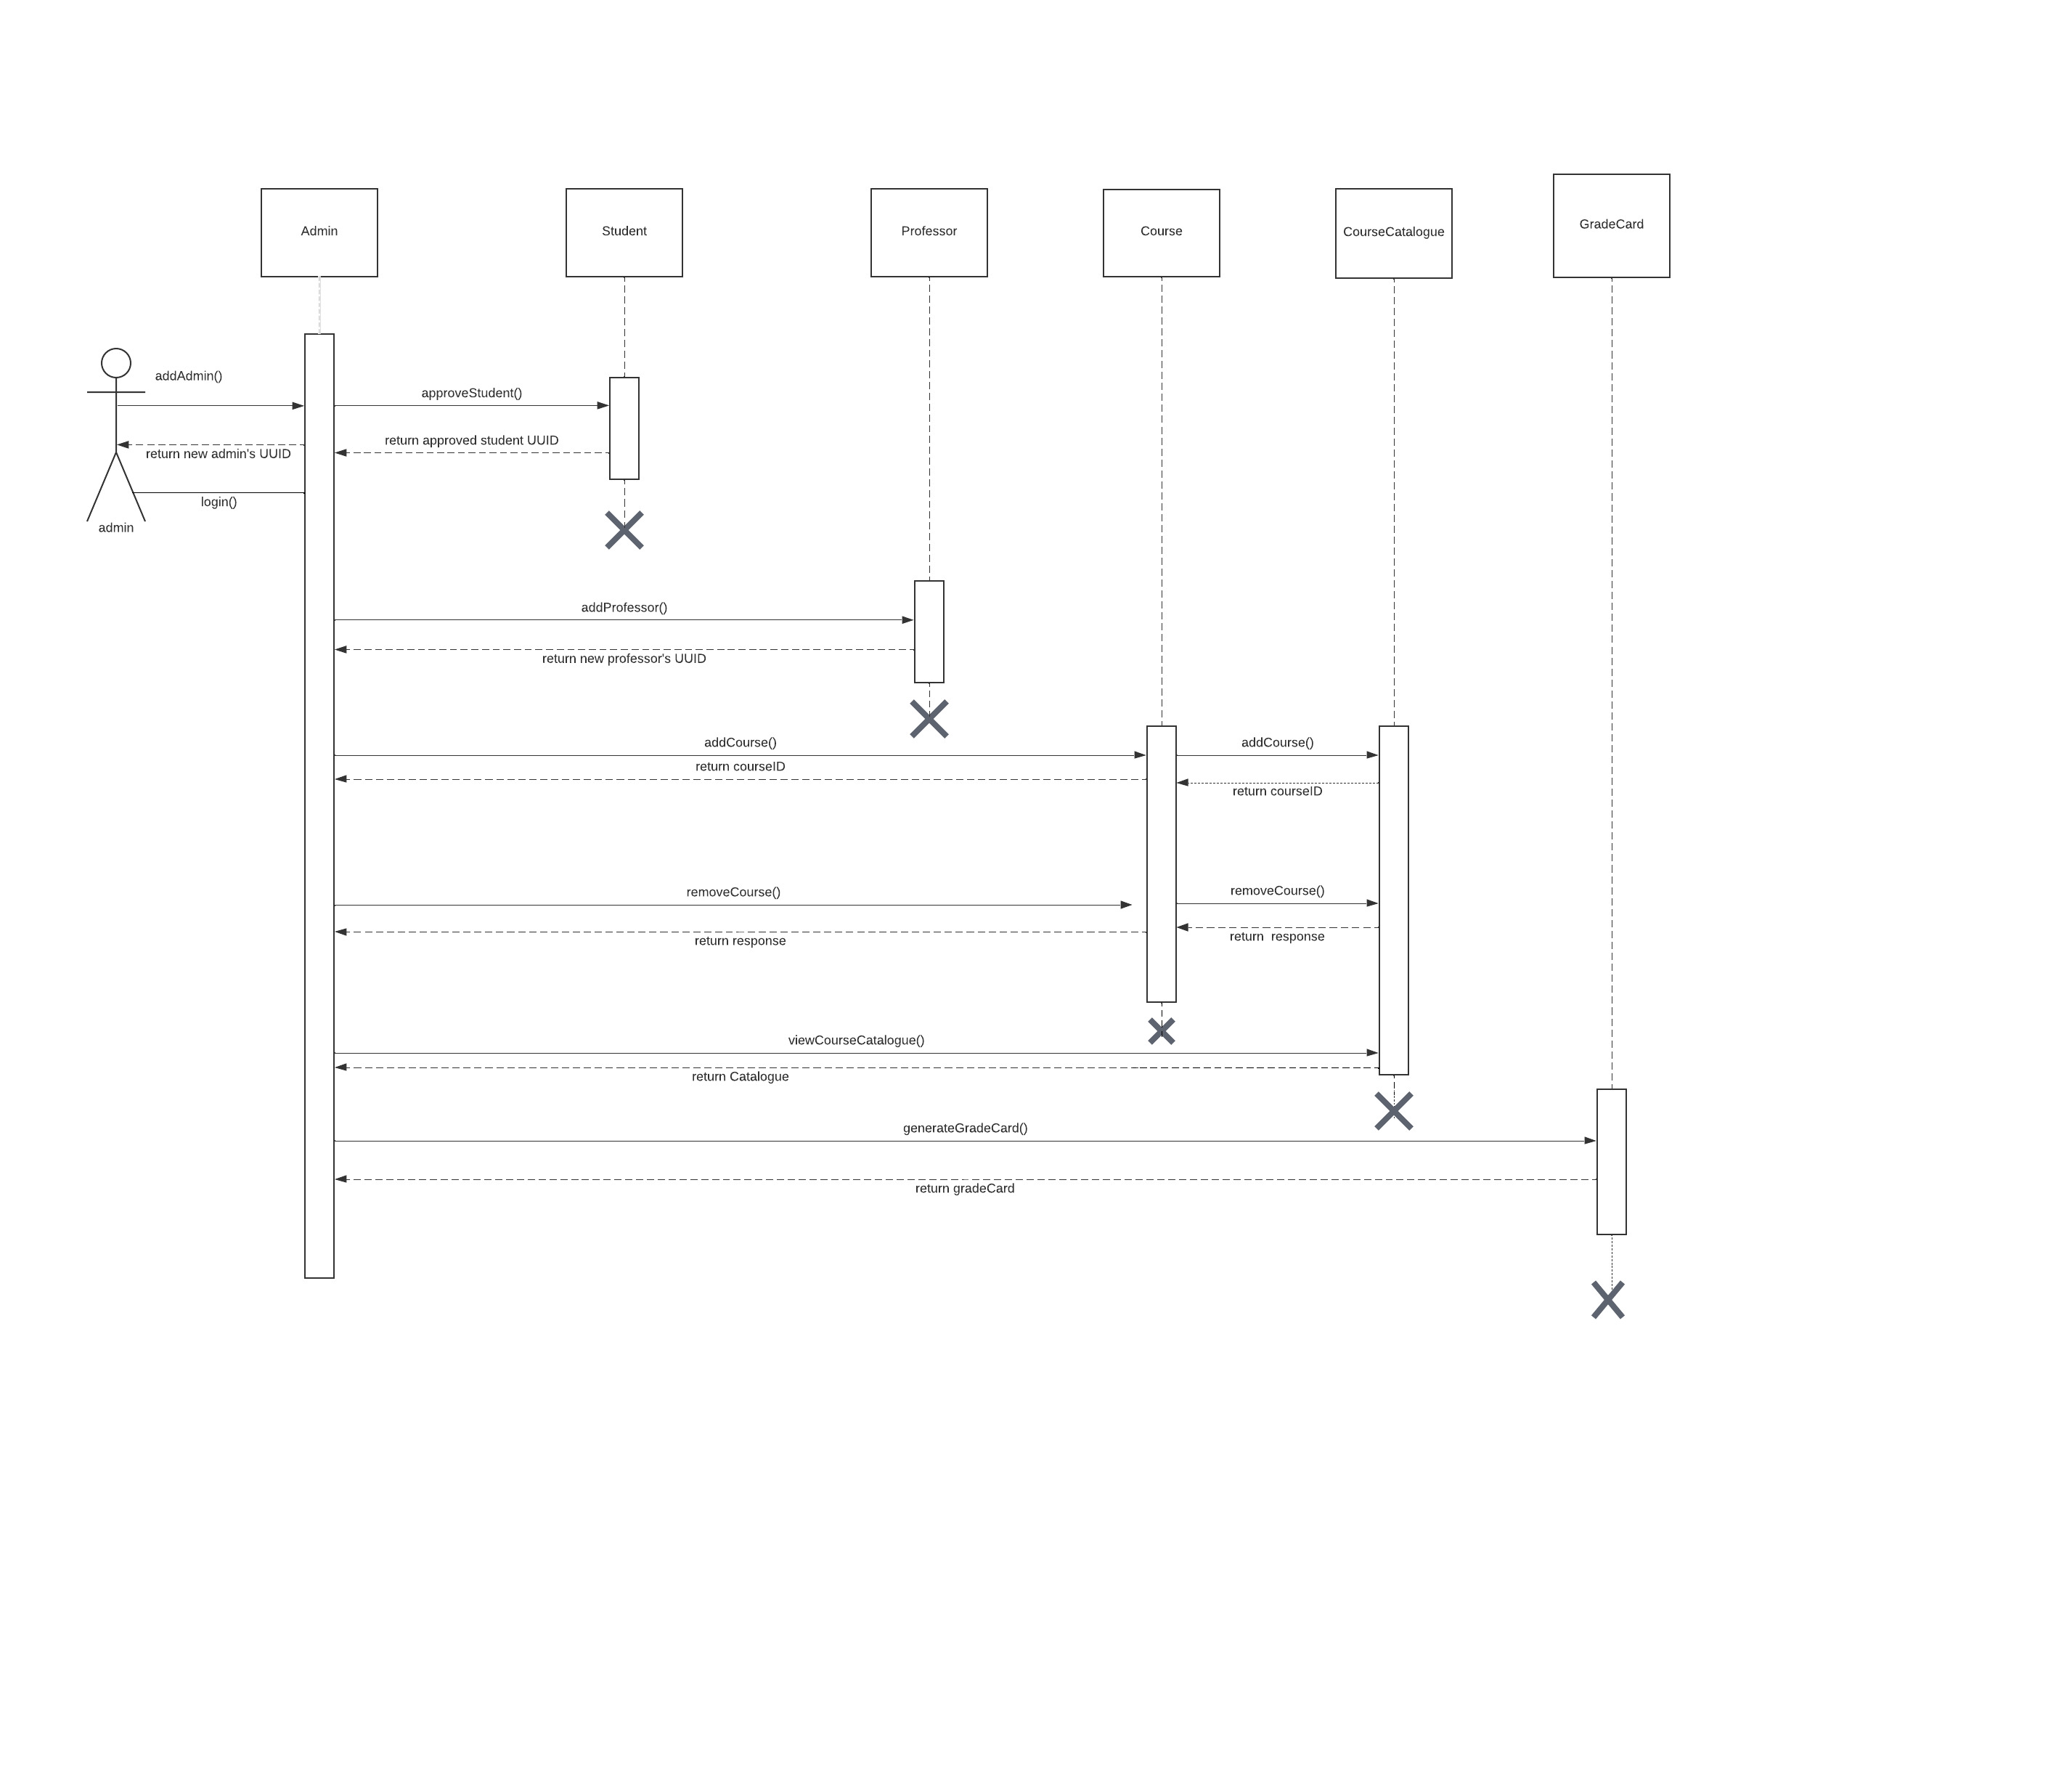 Admin
Student
Professor
Course
CourseCatalogue
GradeCard
addAdmin()
approveStudent()
return approved student UUID
return new admin's UUID
login()
admin
addProfessor()
return new professor's UUID
addCourse()
addCourse()
return courseID
return courseID
removeCourse()
removeCourse()
return response
return  response
viewCourseCatalogue()
return Catalogue
generateGradeCard()
return gradeCard